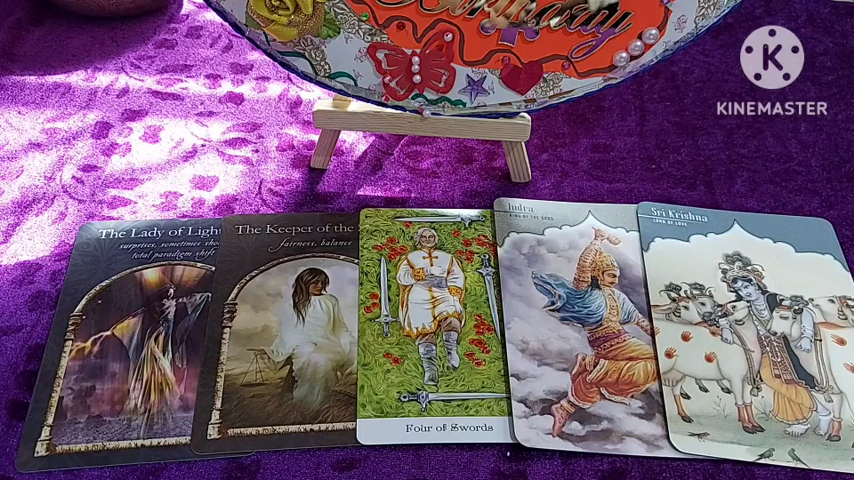 Birthday
K
KINEMASTER
The Lady of Light
surprises, sometimes sho
total paradigm shift
The Keeper of the
fairness, balance
Four of Swords
Indra
KING OF THE GODS
Sri Krishna
LORD OF LOVE